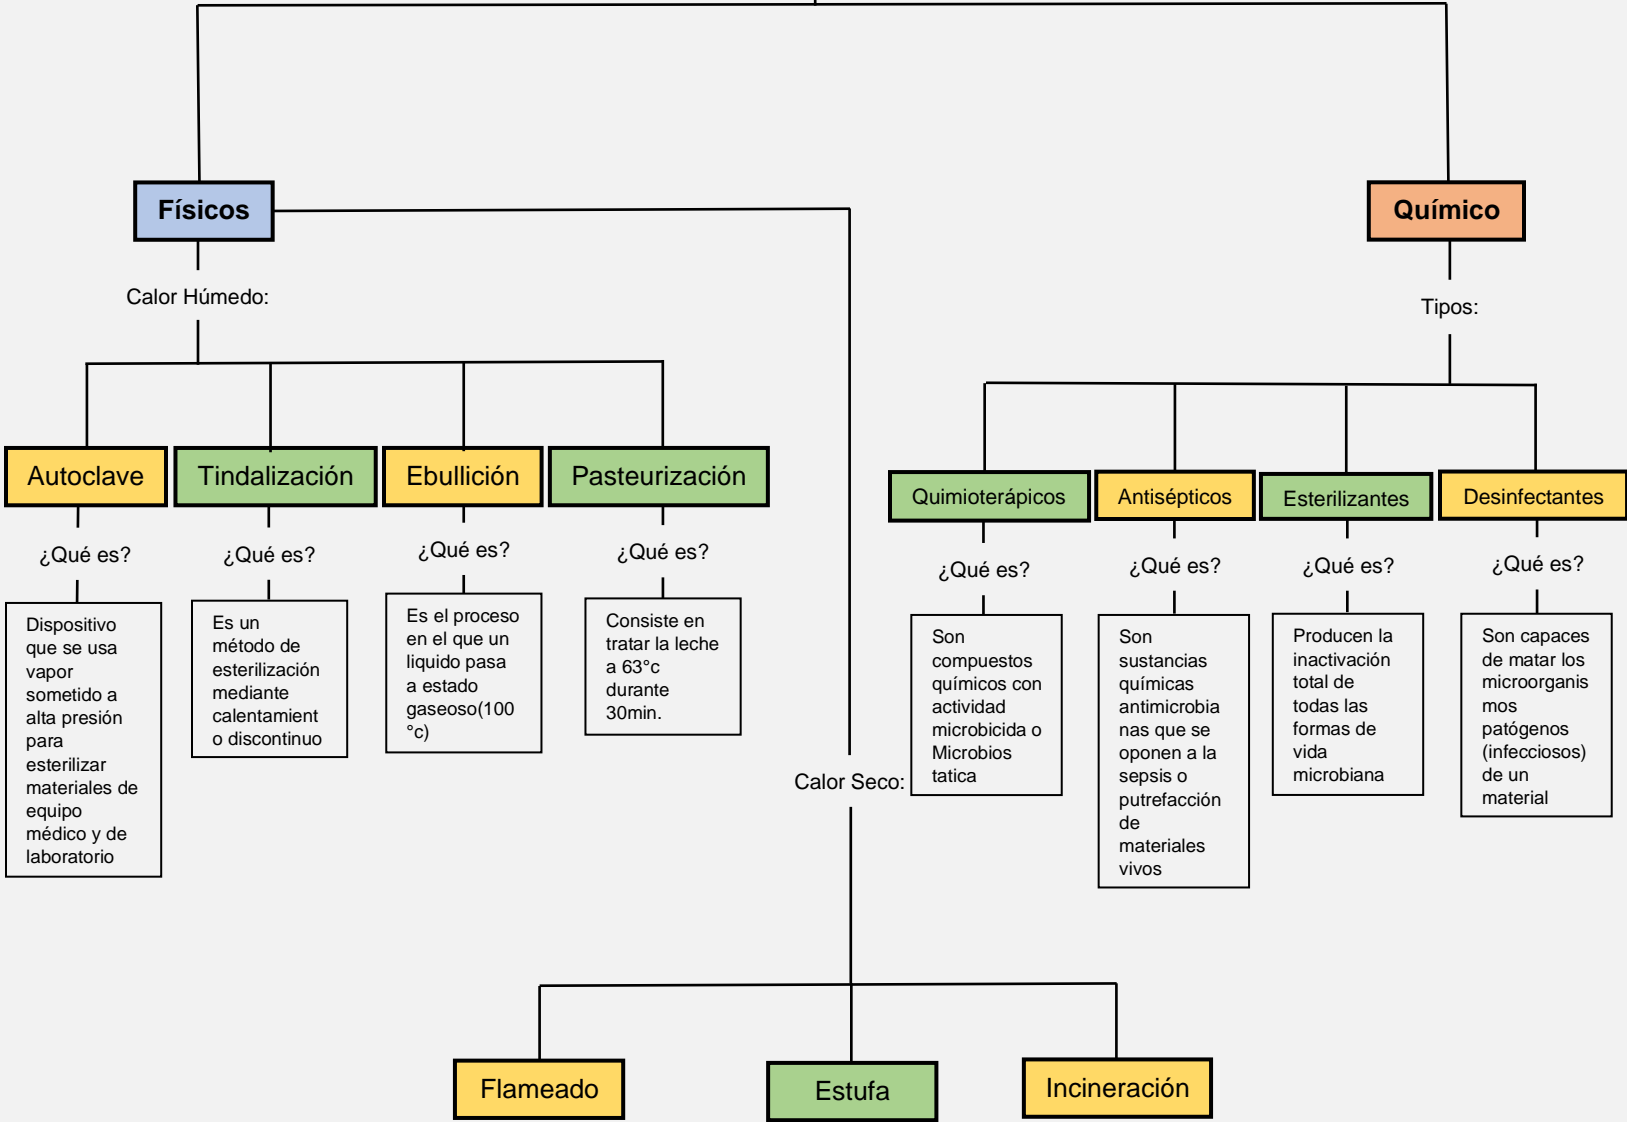 Físicos
Químico
Calor Húmedo:
Tipos:
Autoclave
Tindalización
Ebullición
Pasteurización
Quimioterápicos
Antisépticos
Esterilizantes
Desinfectantes
¿Qué es?
¿Qué es?
¿Qué es?
¿Qué es?
¿Qué es?
¿Qué es?
¿Qué es?
¿Qué es?
Dispositivo
que se usa
vapor
sometido a
alta presión
para
esterilizar
materiales de
equipo
médico y de
laboratorio
Es un
método de
esterilización
mediante
calentamient
o discontinuo
Es el proceso
en el que un
liquido pasa
a estado
gaseoso(100
°c)
Consiste en
tratar la leche
a 63°c
durante
30min.
Son
compuestos
químicos con
actividad
microbicida o
Microbios
tatica
Son
sustancias
químicas
antimicrobia
nas que se
oponen a la
sepsis o
putrefacción
de
materiales
vivos
Producen la
inactivación
total de
todas las
formas de
vida
microbiana
Son capaces
de matar los
microorganis
mos
patógenos
(infecciosos)
de un
material
Calor Seco:
Flameado
Estufa
Incineración